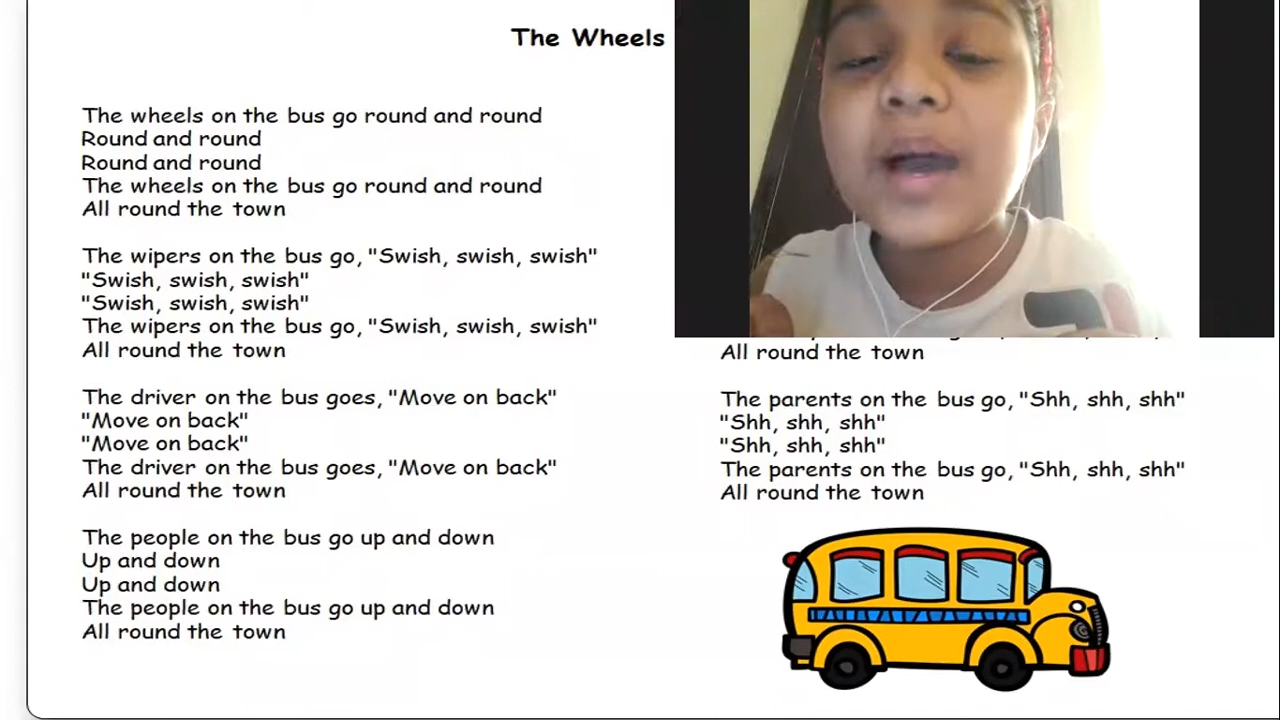 The Wheels
The wheels on the bus go round and round
Round and round
Round and round
The wheels on the bus go round and round
All round the town
The wipers on the bus go, "Swish, swish, swish"
"Swish, swish, swish"
"Swish, swish, swish"
The wipers on the bus go, "Swish, swish, swish"
All round the town
The driver on the bus goes, "Move on back"
"Move on back"
"Move on back"
The driver on the bus goes, "Move on back"
All round the town
The people on the bus go up and down
Up and down
Up and down
The people on the bus go up and down
All round the town
All round the town
The parents on the bus go, "Shh, shh, shh"
"Shh, shh, shh"
"Shh, shh, shh"
The parents on the bus go, "Shh, shh, shh"
All round the town